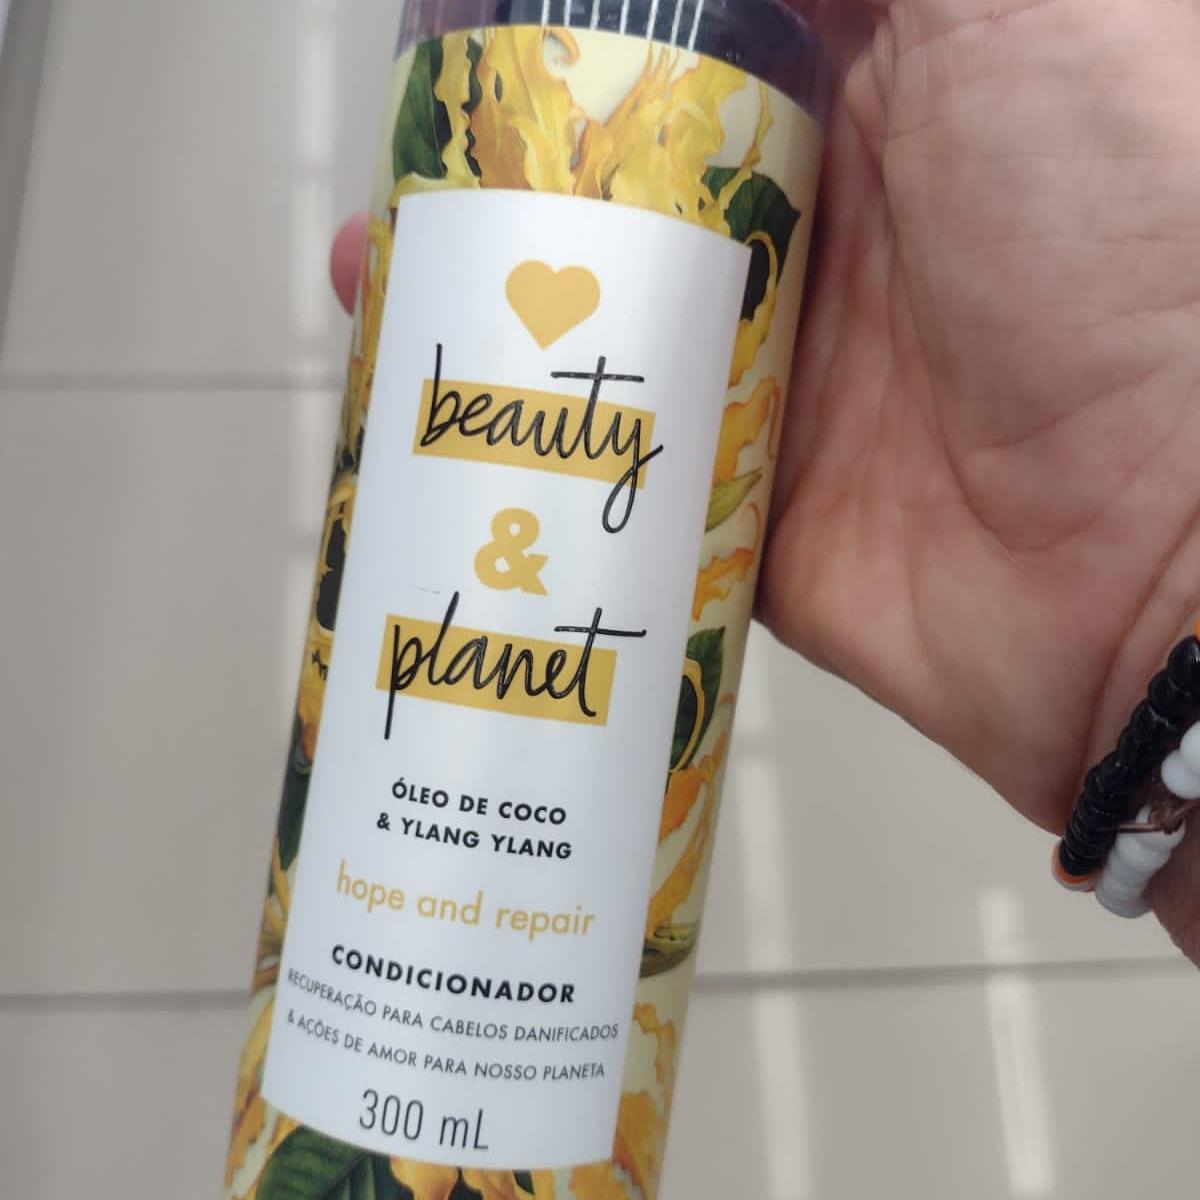 beauty
&
planet
ÓLEO DE COCO
& YLANG YLANG
hope and repair
CONDICIONADOR
RECUPERAÇÃO PARA CABELOS DANIFICADOS
& AÇÕES DE AMOR PARA NOSSO PLANETA
300 mL